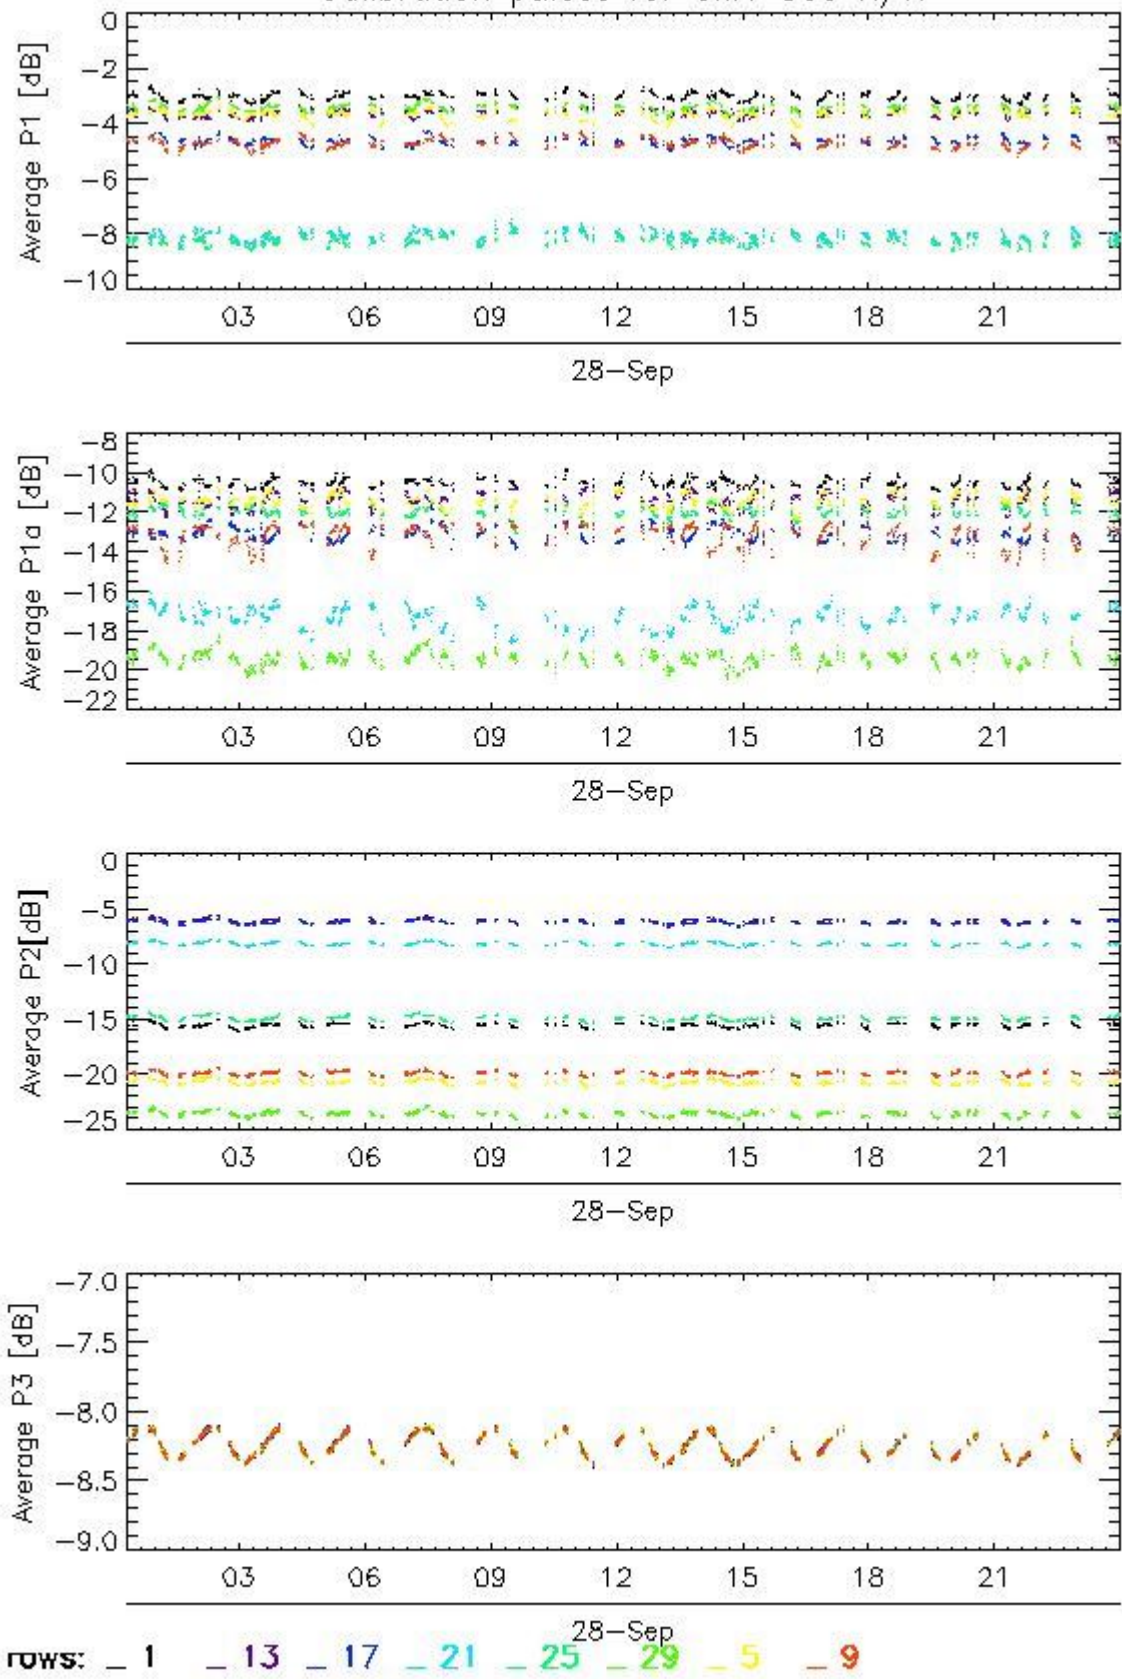 0
-2
-4
-6
-8
-10
Average P1 [dB]
03 06 09 12 15 18 21
28-Sep
-8
-10
-12
-14
-16
-18
-20
-22
Average P1a [dB]
03 06 09 12 15 18 21
28-Sep
0
-5
-10
-15
-20
-25
Average P2[dB]
03 06 09 12 15 18 21
28-Sep
-7.0
-7.5
-8.0
-8.5
-9.0
Average P3 [dB]
03 06 09 12 15 18 21
28-Sep
rows: _ 1 _ 13 _ 17 _ 21 _ 25 _ 29 _ 5 _ 9